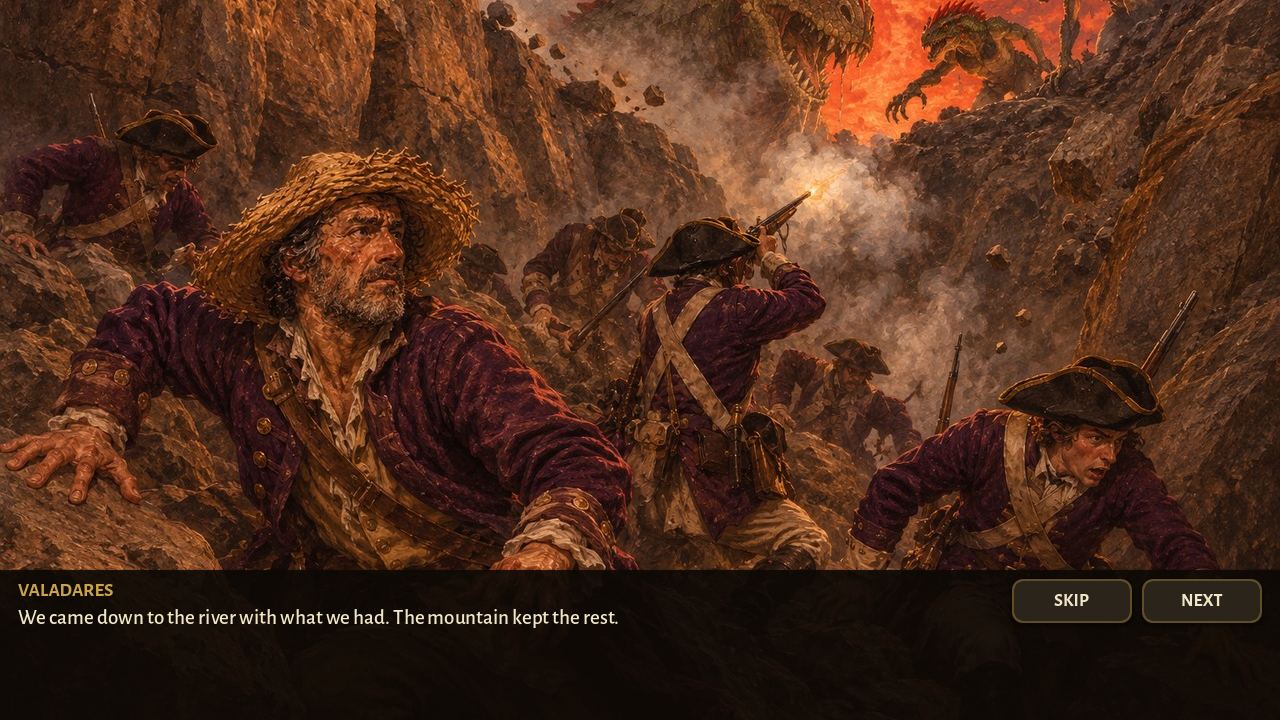 VALADARES
We came down to the river with what we had. The mountain kept the rest.
SKIP
NEXT